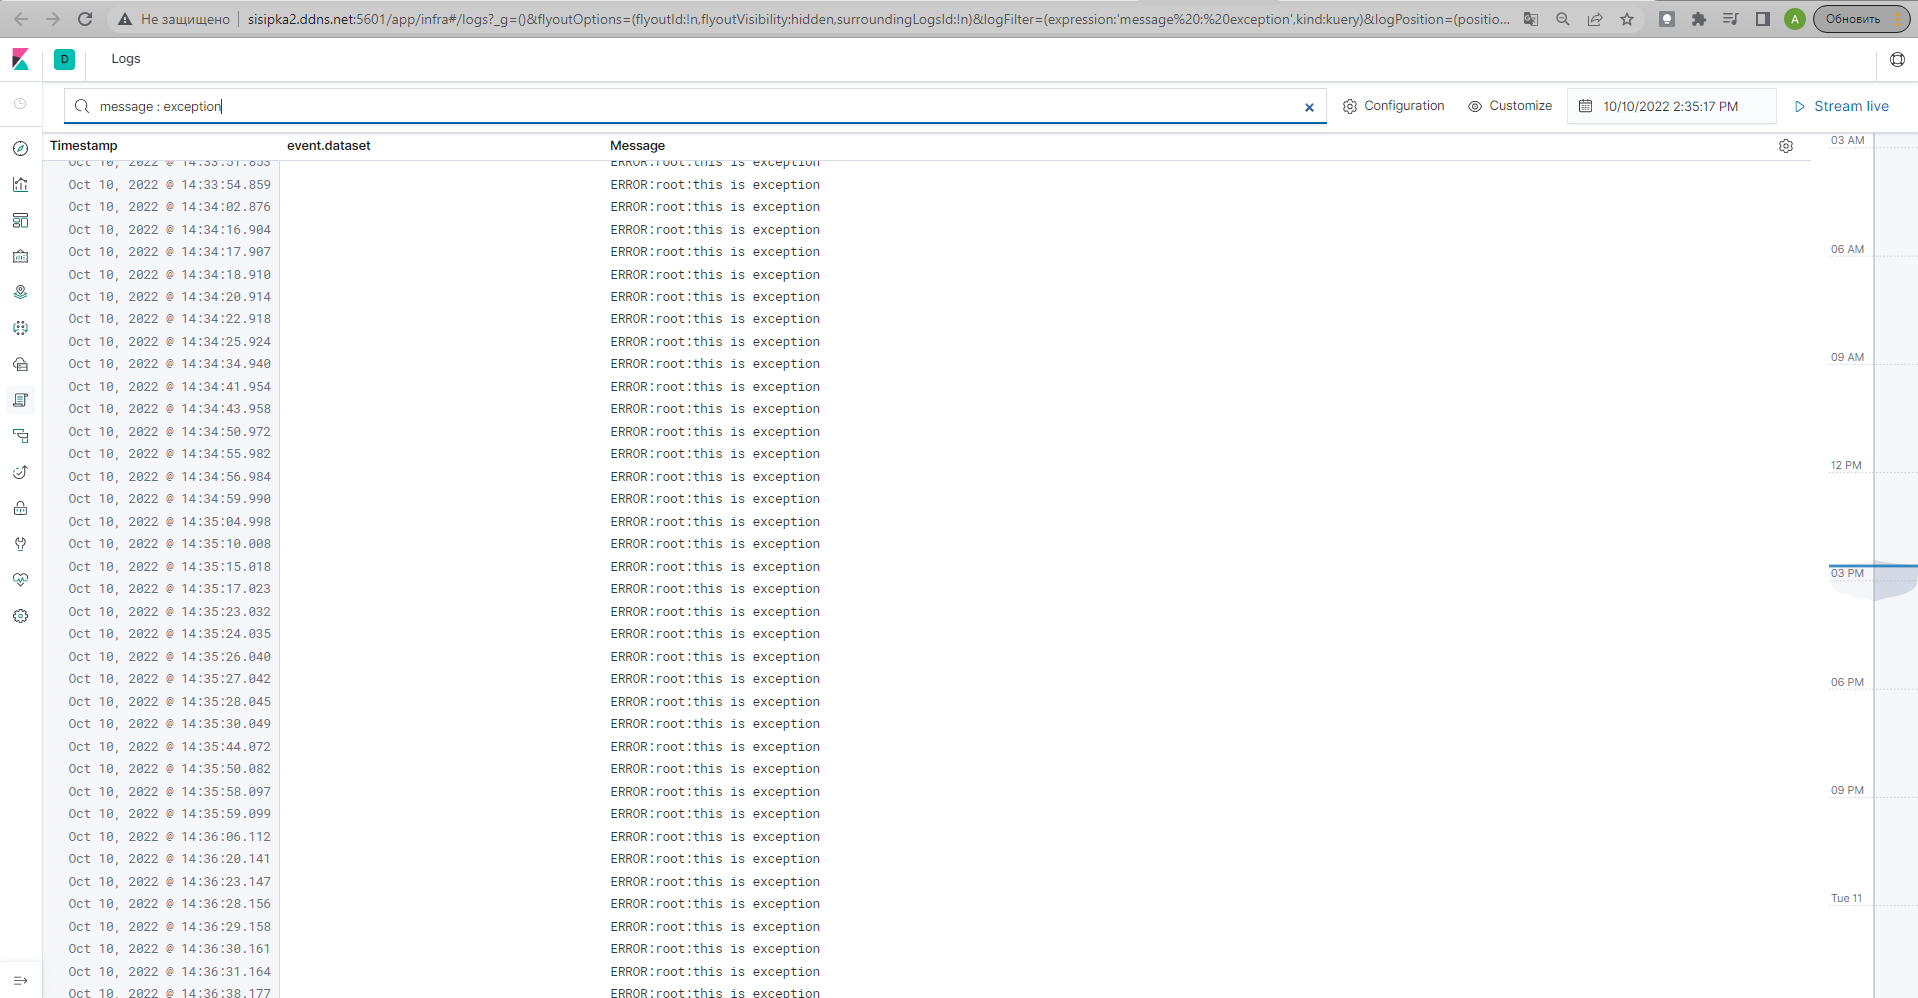 Не защищено | sisipka2.ddns.net:5601/app/infra#/logs?_g=()&flyoutOptions=(flyoutId:!n,flyoutVisibility:hidden,surroundingLogsId:!n)&logFilter=(expression:'message%20:%20exception',kind:kuery)&logPosition=(positio...
A
Обновить
D
Logs
message : exception
Configuration
Customize
10/10/2022 2:35:17 PM
Stream live
Timestamp event.dataset Message
Oct 10, 2022 @ 14:33:51.853 ERROR:root:this is exception
Oct 10, 2022 @ 14:33:54.859 ERROR:root:this is exception
Oct 10, 2022 @ 14:34:02.876 ERROR:root:this is exception
Oct 10, 2022 @ 14:34:16.904 ERROR:root:this is exception
Oct 10, 2022 @ 14:34:17.907 ERROR:root:this is exception
Oct 10, 2022 @ 14:34:18.910 ERROR:root:this is exception
Oct 10, 2022 @ 14:34:20.914 ERROR:root:this is exception
Oct 10, 2022 @ 14:34:22.918 ERROR:root:this is exception
Oct 10, 2022 @ 14:34:25.924 ERROR:root:this is exception
Oct 10, 2022 @ 14:34:34.940 ERROR:root:this is exception
Oct 10, 2022 @ 14:34:41.954 ERROR:root:this is exception
Oct 10, 2022 @ 14:34:43.958 ERROR:root:this is exception
Oct 10, 2022 @ 14:34:50.972 ERROR:root:this is exception
Oct 10, 2022 @ 14:34:55.982 ERROR:root:this is exception
Oct 10, 2022 @ 14:34:56.984 ERROR:root:this is exception
Oct 10, 2022 @ 14:34:59.990 ERROR:root:this is exception
Oct 10, 2022 @ 14:35:04.998 ERROR:root:this is exception
Oct 10, 2022 @ 14:35:10.008 ERROR:root:this is exception
Oct 10, 2022 @ 14:35:15.018 ERROR:root:this is exception
Oct 10, 2022 @ 14:35:17.023 ERROR:root:this is exception
Oct 10, 2022 @ 14:35:23.032 ERROR:root:this is exception
Oct 10, 2022 @ 14:35:24.035 ERROR:root:this is exception
Oct 10, 2022 @ 14:35:26.040 ERROR:root:this is exception
Oct 10, 2022 @ 14:35:27.042 ERROR:root:this is exception
Oct 10, 2022 @ 14:35:28.045 ERROR:root:this is exception
Oct 10, 2022 @ 14:35:30.049 ERROR:root:this is exception
Oct 10, 2022 @ 14:35:44.072 ERROR:root:this is exception
Oct 10, 2022 @ 14:35:50.082 ERROR:root:this is exception
Oct 10, 2022 @ 14:35:58.097 ERROR:root:this is exception
Oct 10, 2022 @ 14:35:59.099 ERROR:root:this is exception
Oct 10, 2022 @ 14:36:06.112 ERROR:root:this is exception
Oct 10, 2022 @ 14:36:20.141 ERROR:root:this is exception
Oct 10, 2022 @ 14:36:23.147 ERROR:root:this is exception
Oct 10, 2022 @ 14:36:28.156 ERROR:root:this is exception
Oct 10, 2022 @ 14:36:29.158 ERROR:root:this is exception
Oct 10, 2022 @ 14:36:30.161 ERROR:root:this is exception
Oct 10, 2022 @ 14:36:31.164 ERROR:root:this is exception
Oct 10, 2022 @ 14:36:38.177 ERROR:root:this is exception
03 AM
06 AM
09 AM
12 PM
03 PM
06 PM
09 PM
Tue 11